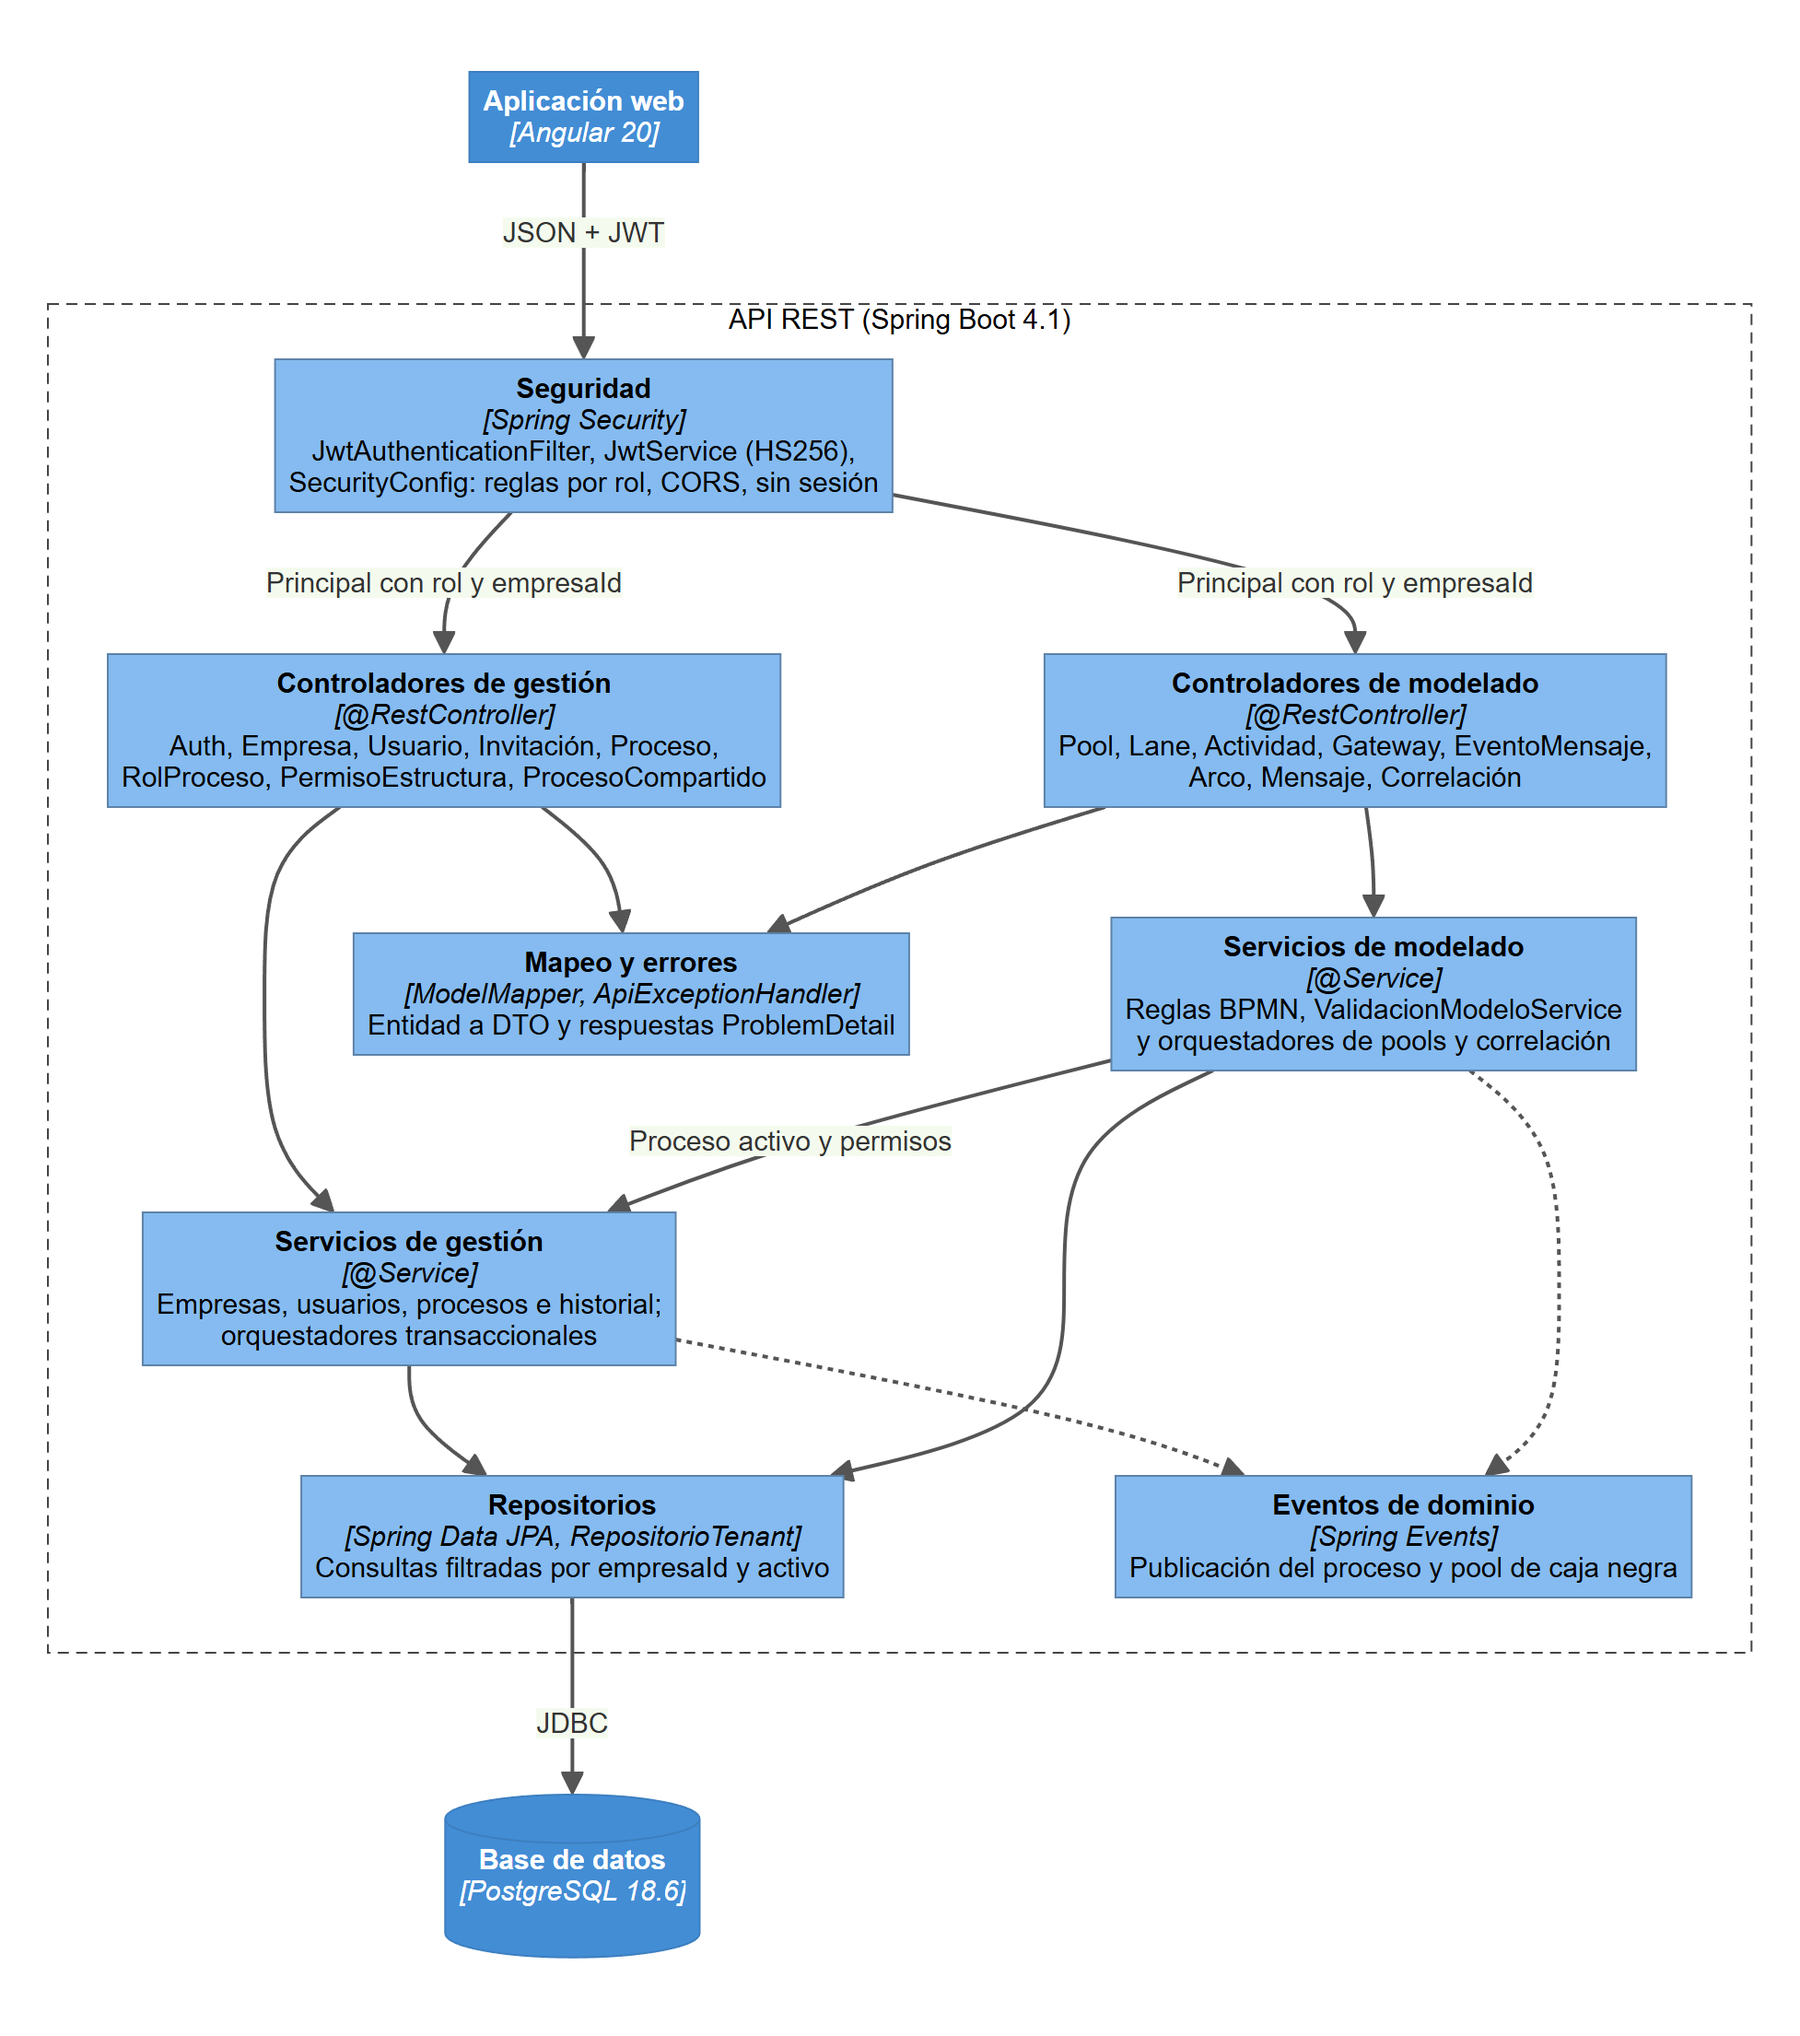 Aplicación web
[Angular 20]
JSON + JWT
API REST (Spring Boot 4.1)
Seguridad
[Spring Security]
JwtAuthenticationFilter, JwtService (HS256),
SecurityConfig: reglas por rol, CORS, sin sesión
Principal con rol y empresaId
Principal con rol y empresaId
Controladores de gestión
[@RestController]
Auth, Empresa, Usuario, Invitación, Proceso,
RolProceso, PermisoEstructura, ProcesoCompartido
Controladores de modelado
[@RestController]
Pool, Lane, Actividad, Gateway, EventoMensaje,
Arco, Mensaje, Correlación
Mapeo y errores
[ModelMapper, ApiExceptionHandler]
Entidad a DTO y respuestas ProblemDetail
Servicios de modelado
[@Service]
Reglas BPMN, ValidacionModeloService
y orquestadores de pools y correlación
Proceso activo y permisos
Servicios de gestión
[@Service]
Empresas, usuarios, procesos e historial;
orquestadores transaccionales
Repositorios
[Spring Data JPA, RepositorioTenant]
Consultas filtradas por empresaId y activo
Eventos de dominio
[Spring Events]
Publicación del proceso y pool de caja negra
JDBC
Base de datos
[PostgreSQL 18.6]